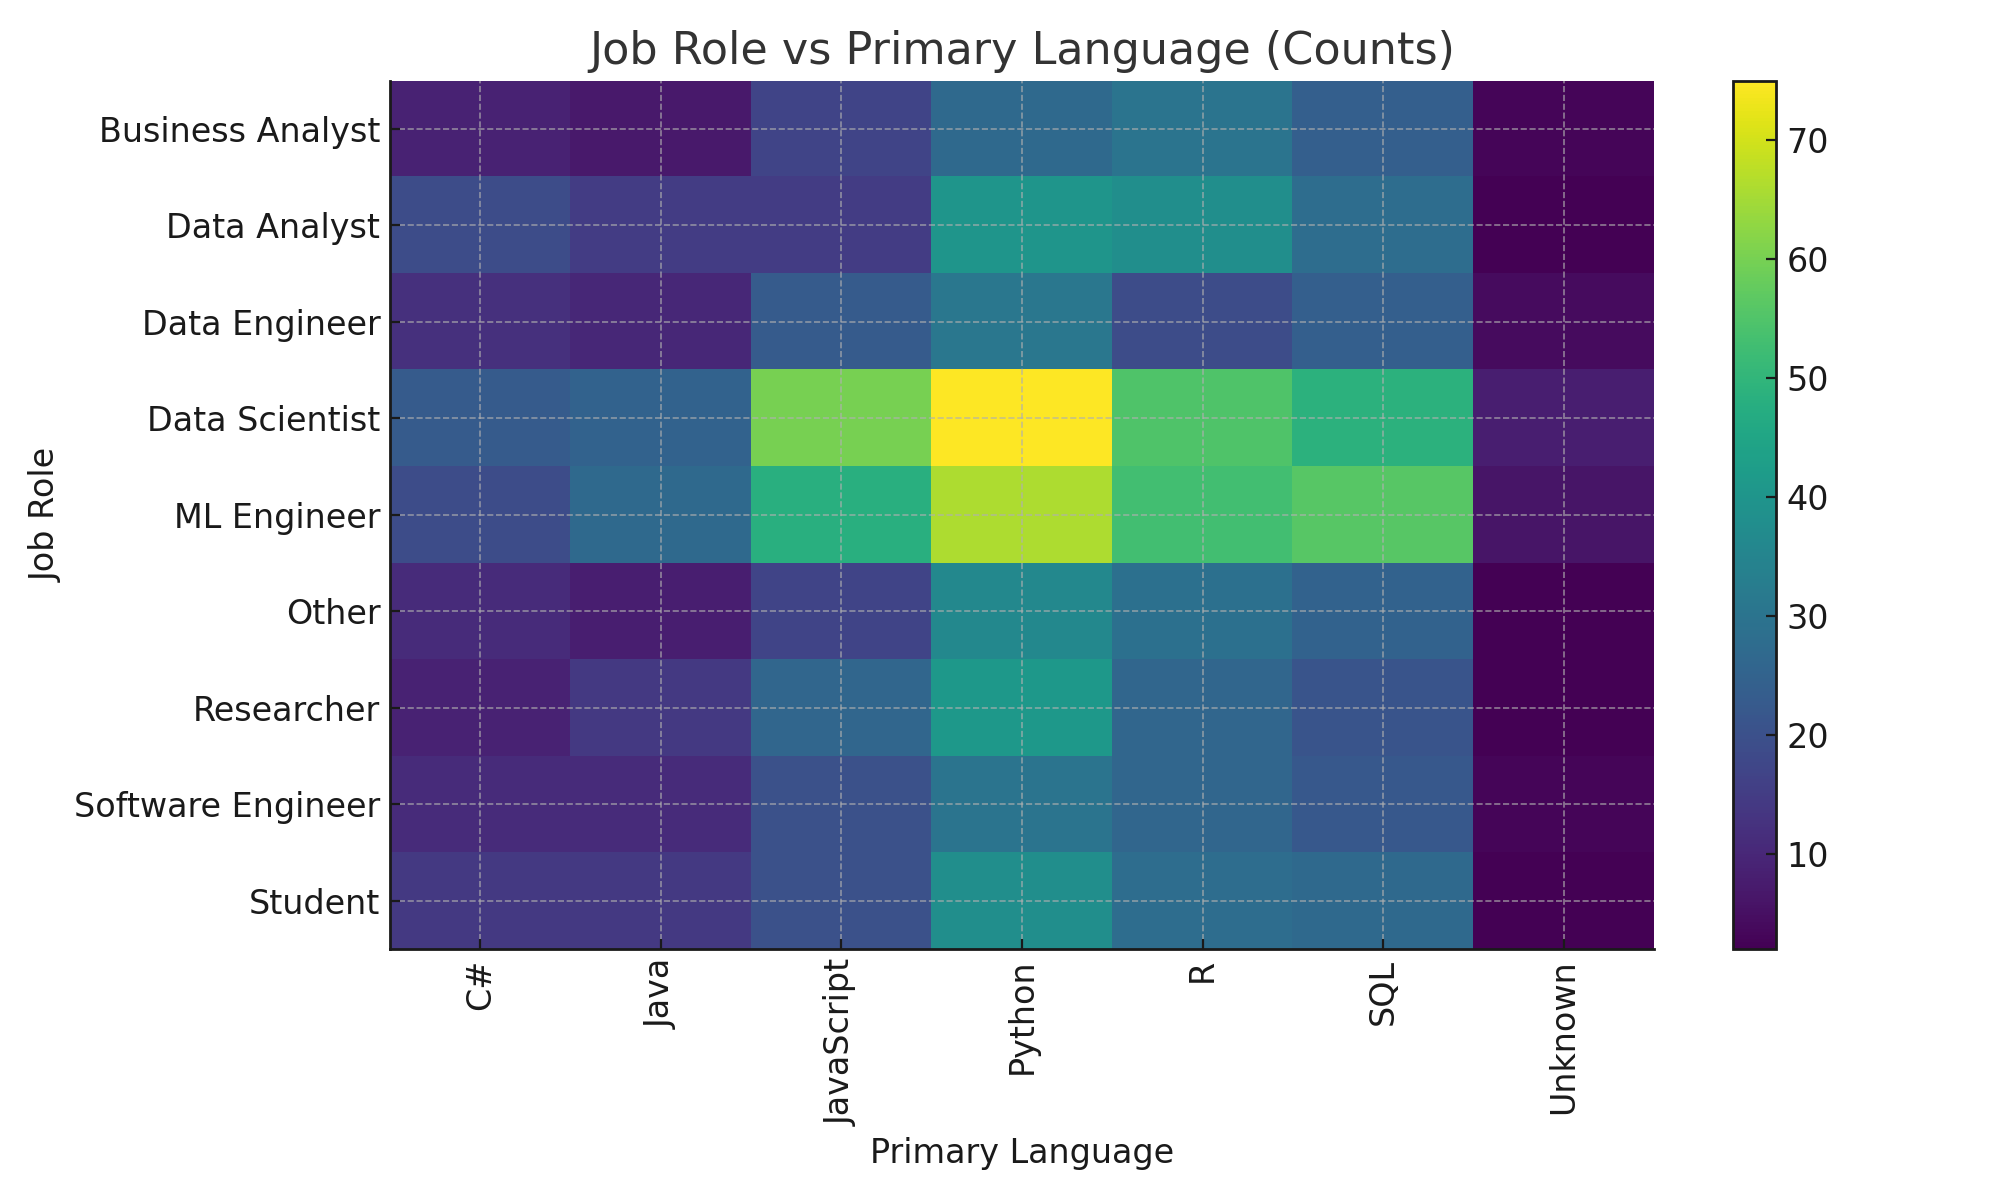 Job Role vs Primary Language (Counts)
Job Role
Business Analyst
Data Analyst
Data Engineer
Data Scientist
ML Engineer
Other
Researcher
Software Engineer
Student
C#
Java
JavaScript
Python
R
SQL
Unknown
Primary Language
70
60
50
40
30
20
10